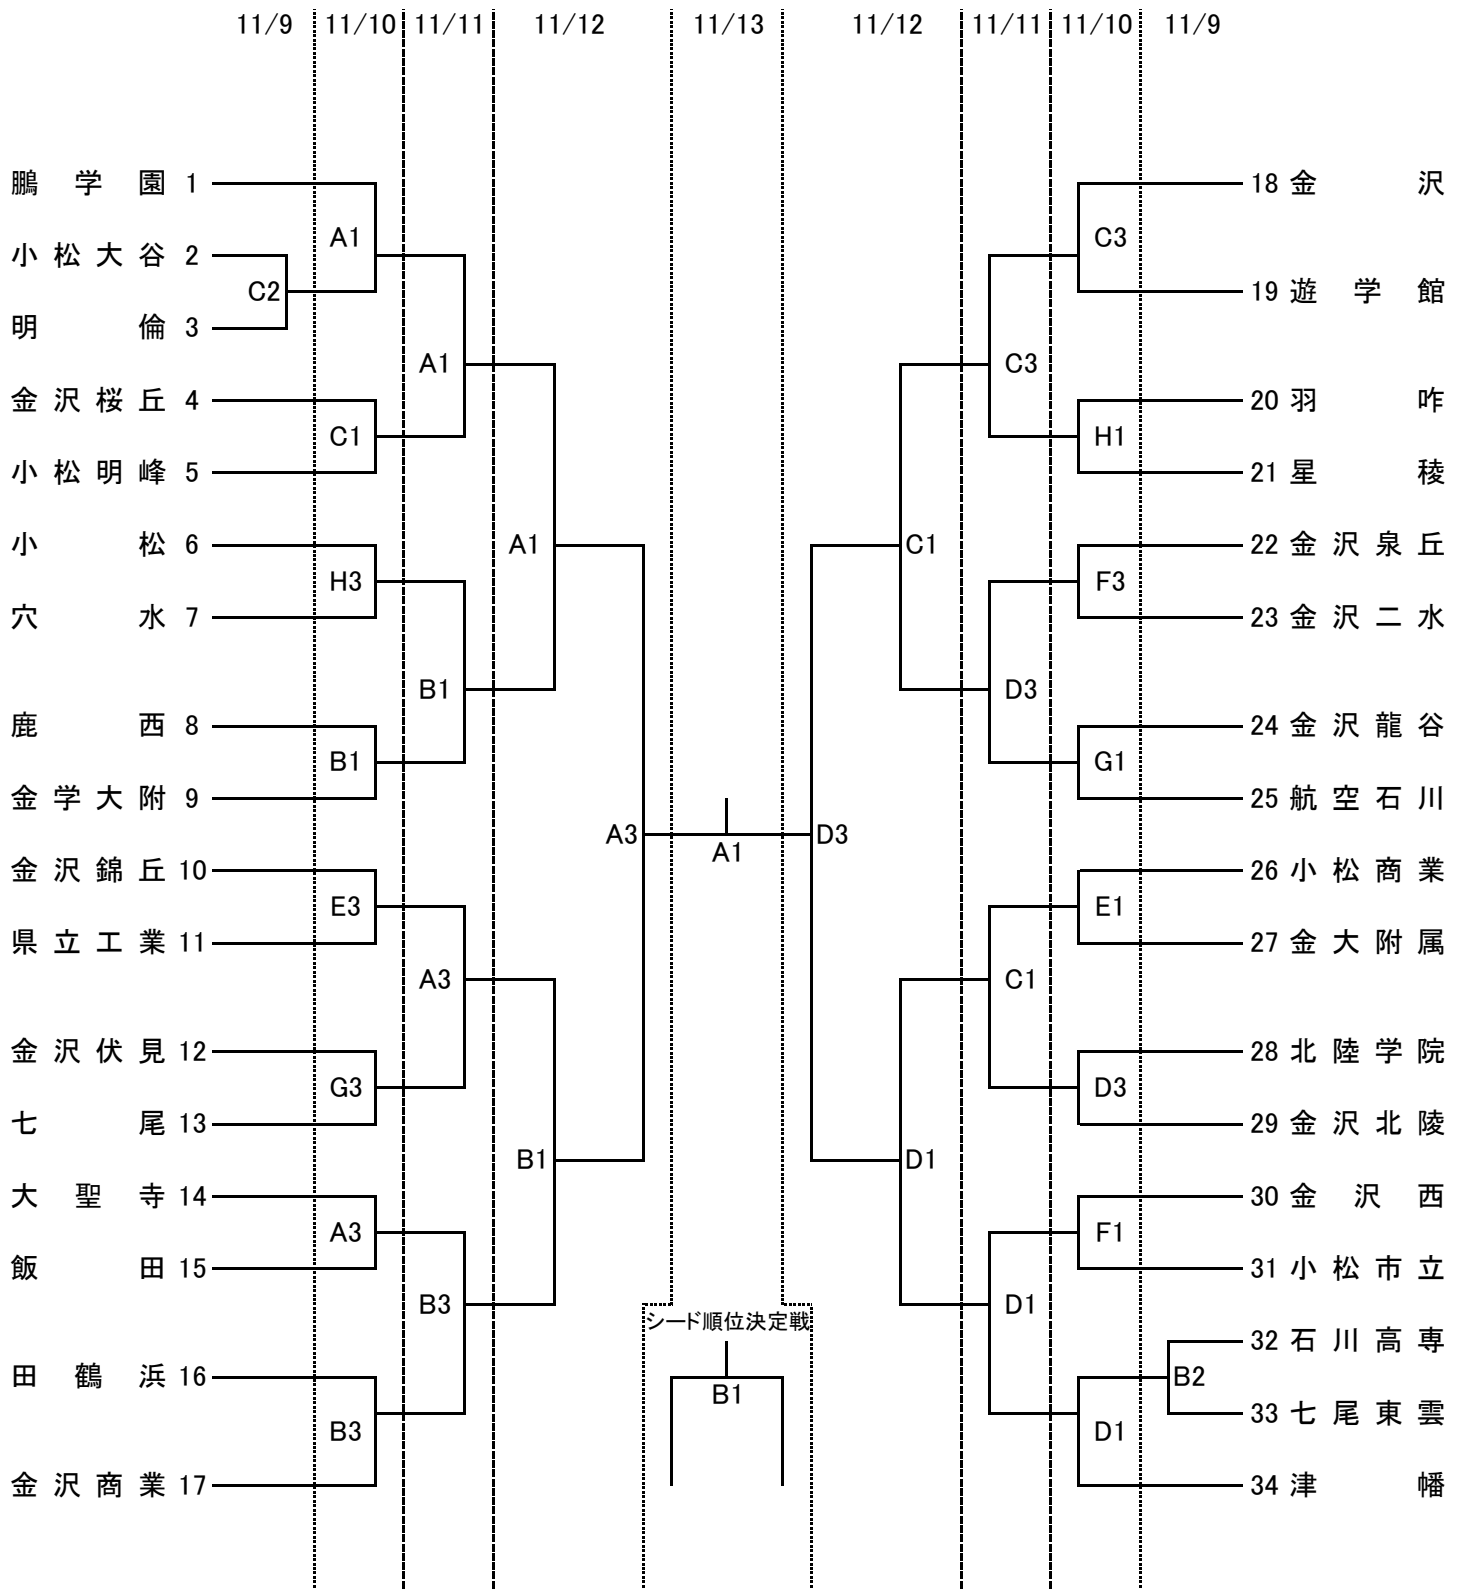 11/9 11/10 11/11 11/12 11/13 11/12 11/11 11/10 11/9
鵬学園 1 18 金沢
A1 C3
小松大谷 2
C2 19 遊学館
明倫 3
A1 C3
金沢桜丘 4 20 羽咋
C1 H1
小松明峰 5 21 星稜
小松 6 A1 C1 22 金沢泉丘
H3 F3
穴水 7 23 金沢二水
B1 D3
鹿西 8 24 金沢龍谷
B1 G1
金学大附 9 25 航空石川
A3 A1 D3
金沢錦丘 10 26 小松商業
E3 E1
県立工業 11 27 金大附属
A3 C1
金沢伏見 12 28 北陸学院
G3 D3
七尾 13 29 金沢北陵
B1 D1
大聖寺 14 30 金沢西
A3 F1
飯田 15 31 小松市立
B3 D1
シード順位決定戦
32 石川高専
田鶴浜 16 B2
B1
33 七尾東雲
B3 D1
金沢商業 17 34 津幡